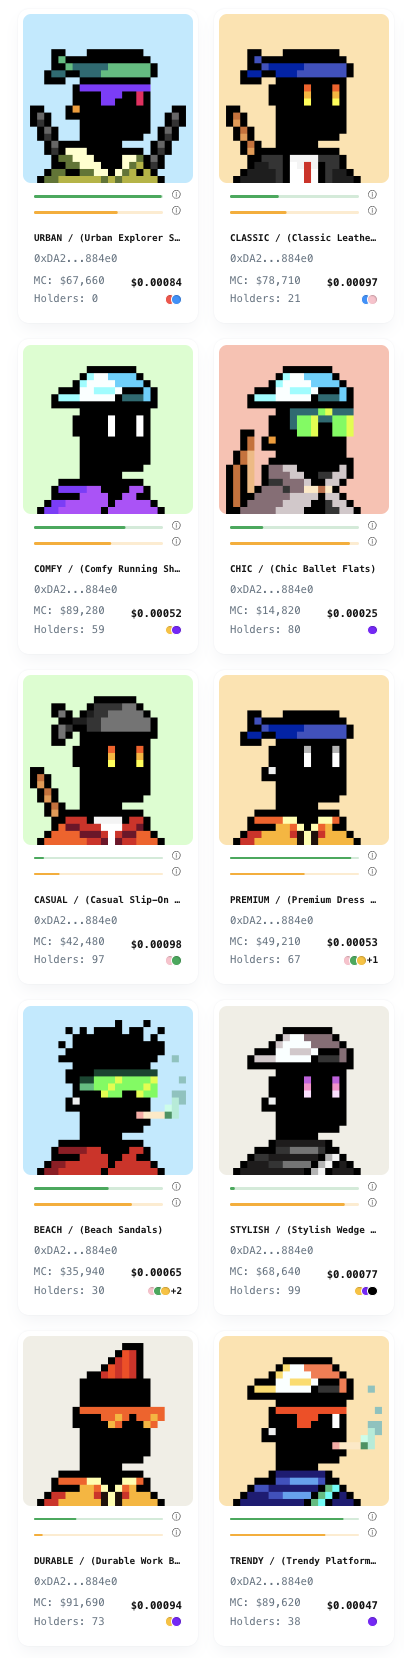 URBAN / (Urban Explorer S…
0xDA2...884e0
MC: $67,660
$0.00084
Holders: 0
CLASSIC / (Classic Leathe…
0xDA2...884e0
MC: $78,710
$0.00097
Holders: 21
COMFY / (Comfy Running Sh…
0xDA2...884e0
MC: $89,280
$0.00052
Holders: 59
CHIC / (Chic Ballet Flats)
0xDA2...884e0
MC: $14,820
$0.00025
Holders: 80
CASUAL / (Casual Slip-On …
0xDA2...884e0
MC: $42,480
$0.00098
Holders: 97
PREMIUM / (Premium Dress …
0xDA2...884e0
MC: $49,210
$0.00053
Holders: 67
+1
BEACH / (Beach Sandals)
0xDA2...884e0
MC: $35,940
$0.00065
Holders: 30
+2
STYLISH / (Stylish Wedge …
0xDA2...884e0
MC: $68,640
$0.00077
Holders: 99
DURABLE / (Durable Work B…
0xDA2...884e0
MC: $91,690
$0.00094
Holders: 73
TRENDY / (Trendy Platform…
0xDA2...884e0
MC: $89,620
$0.00047
Holders: 38